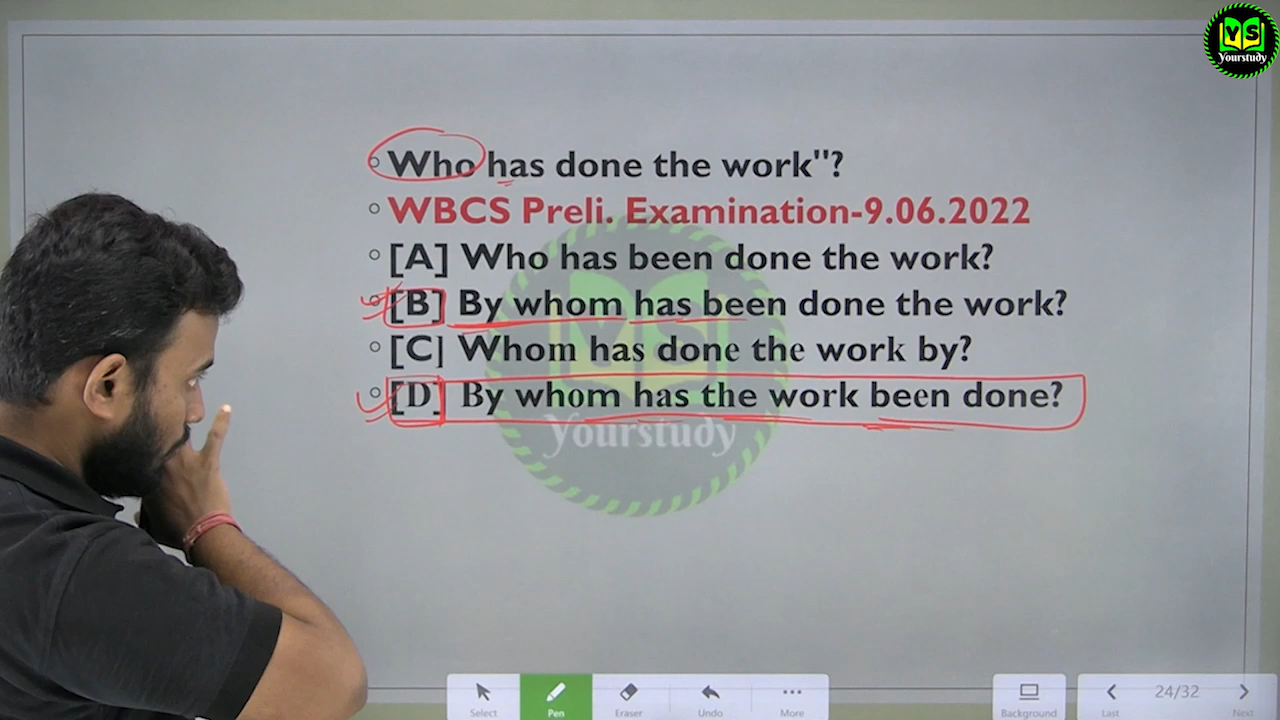 YS
Yourstudy
Who has done the work"?
WBCS Preli. Examination-9.06.2022
[A] Who has been done the work?
[B] By whom has been done the work?
[C] Whom has done the work by?
[D] By whom has the work been done?
YS
Yourstudy
Select
Pen
Eraser
Undo
More
Background
Last
24/32
Next